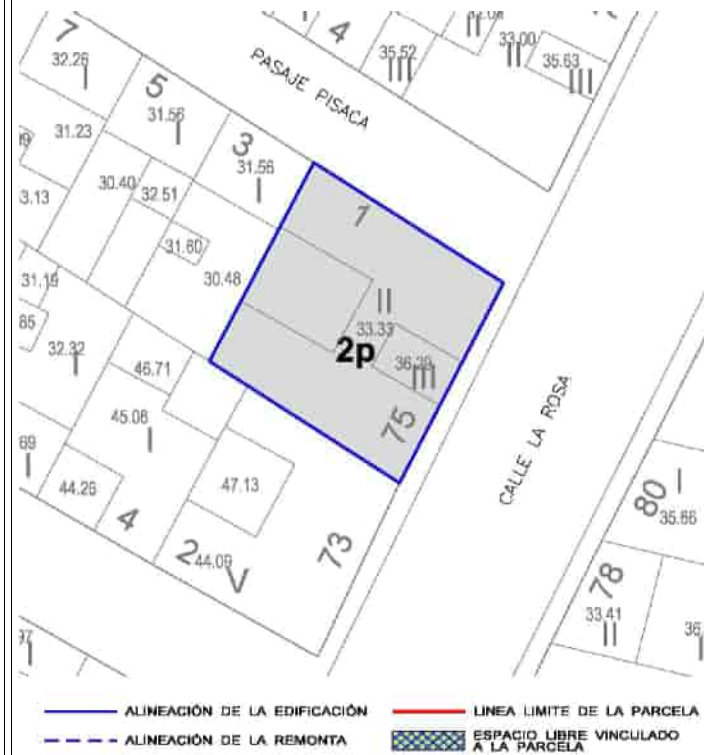 7
32.26
I
4
35.52
III
II
33.00
II
35.63
III
PASAJE PISACA
5
31.56
I
3
31.56
I
31.23
30.40
32.51
3.13
31.60
30.48
1
II
33.33
2p
36.39
III
75
31.19
32.32
I
46.71
45.08
I
44.26
4
47.13
2
44.09
V
73
CALLE LA ROSA
80
I
35.66
78
33.41
II
36
I
69
I
I
ALINEACIÓN DE LA EDIFICACIÓN
LINEA LIMITE DE LA PARCELA
ALINEACIÓN DE LA REMONTA
ESPACIO LIBRE VINCULADO
A LA PARCELA